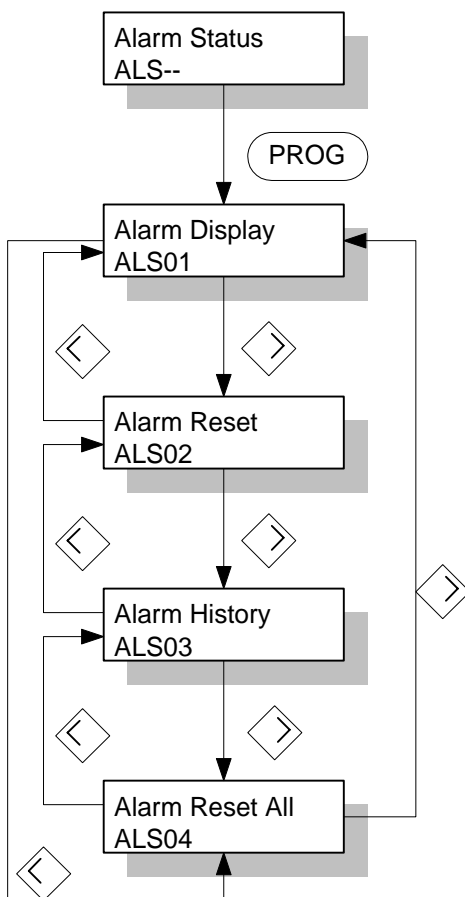 Alarm Status
ALS--
PROG
Alarm Display
ALS01
Alarm Reset
ALS02
Alarm History
ALS03
Alarm Reset All
ALS04